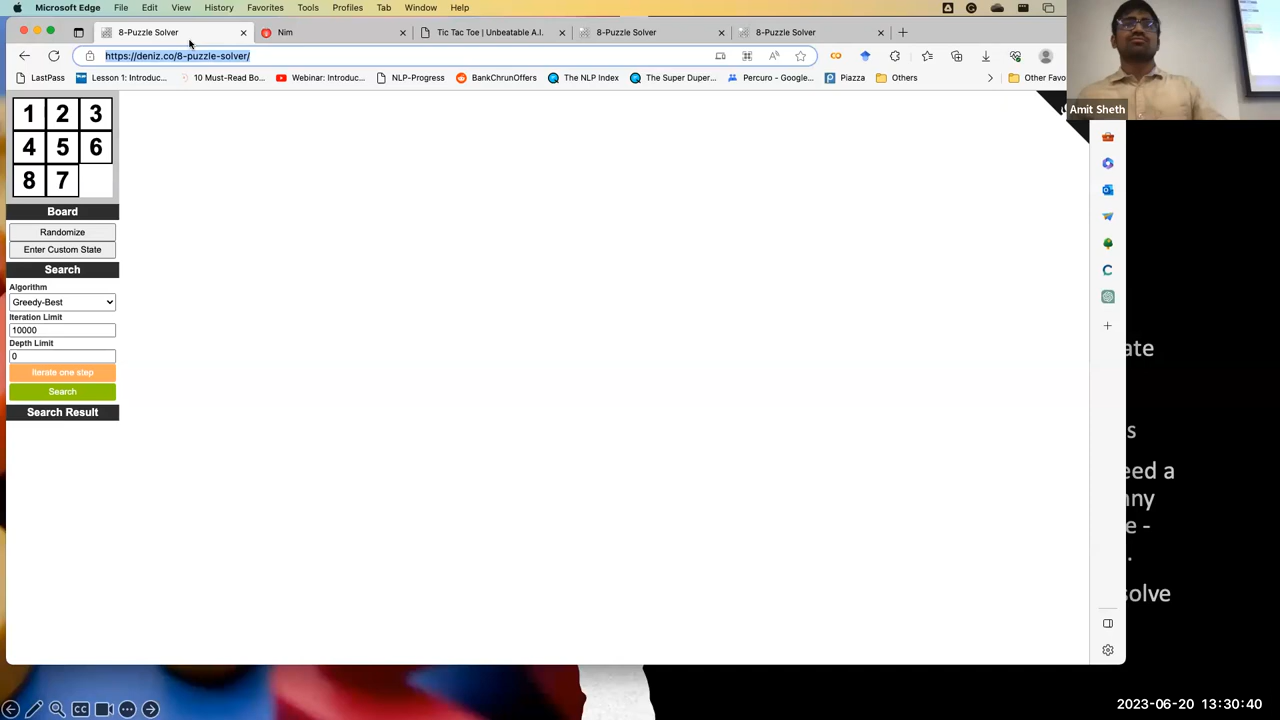 Microsoft Edge File Edit View History Favorites Tools Profiles Tab Window Help
8-Puzzle Solver Nim Tac Toe | Unbeatable A.I. 8-Puzzle Solver 8-Puzzle Solver
https://deniz.co/8-puzzle-solver/
LastPass Lesson 1: Introduc... 10 Must-Read Bo... Webinar: Introduc... NLP-Progress BankChrunOffers The NLP Index The Super Duper... Percuro - Google... Piazza Others Other Favo
Amit Sheth
1 2 3
4 5 6
8 7
Board
Randomize
Enter Custom State
Search
Algorithm
Greedy-Best
Iteration Limit
10000
Depth Limit
0
Iterate one step
Search
Search Result
ate
s
eed a
nny
e -
.
solve
CC
2023-06-20 13:30:40